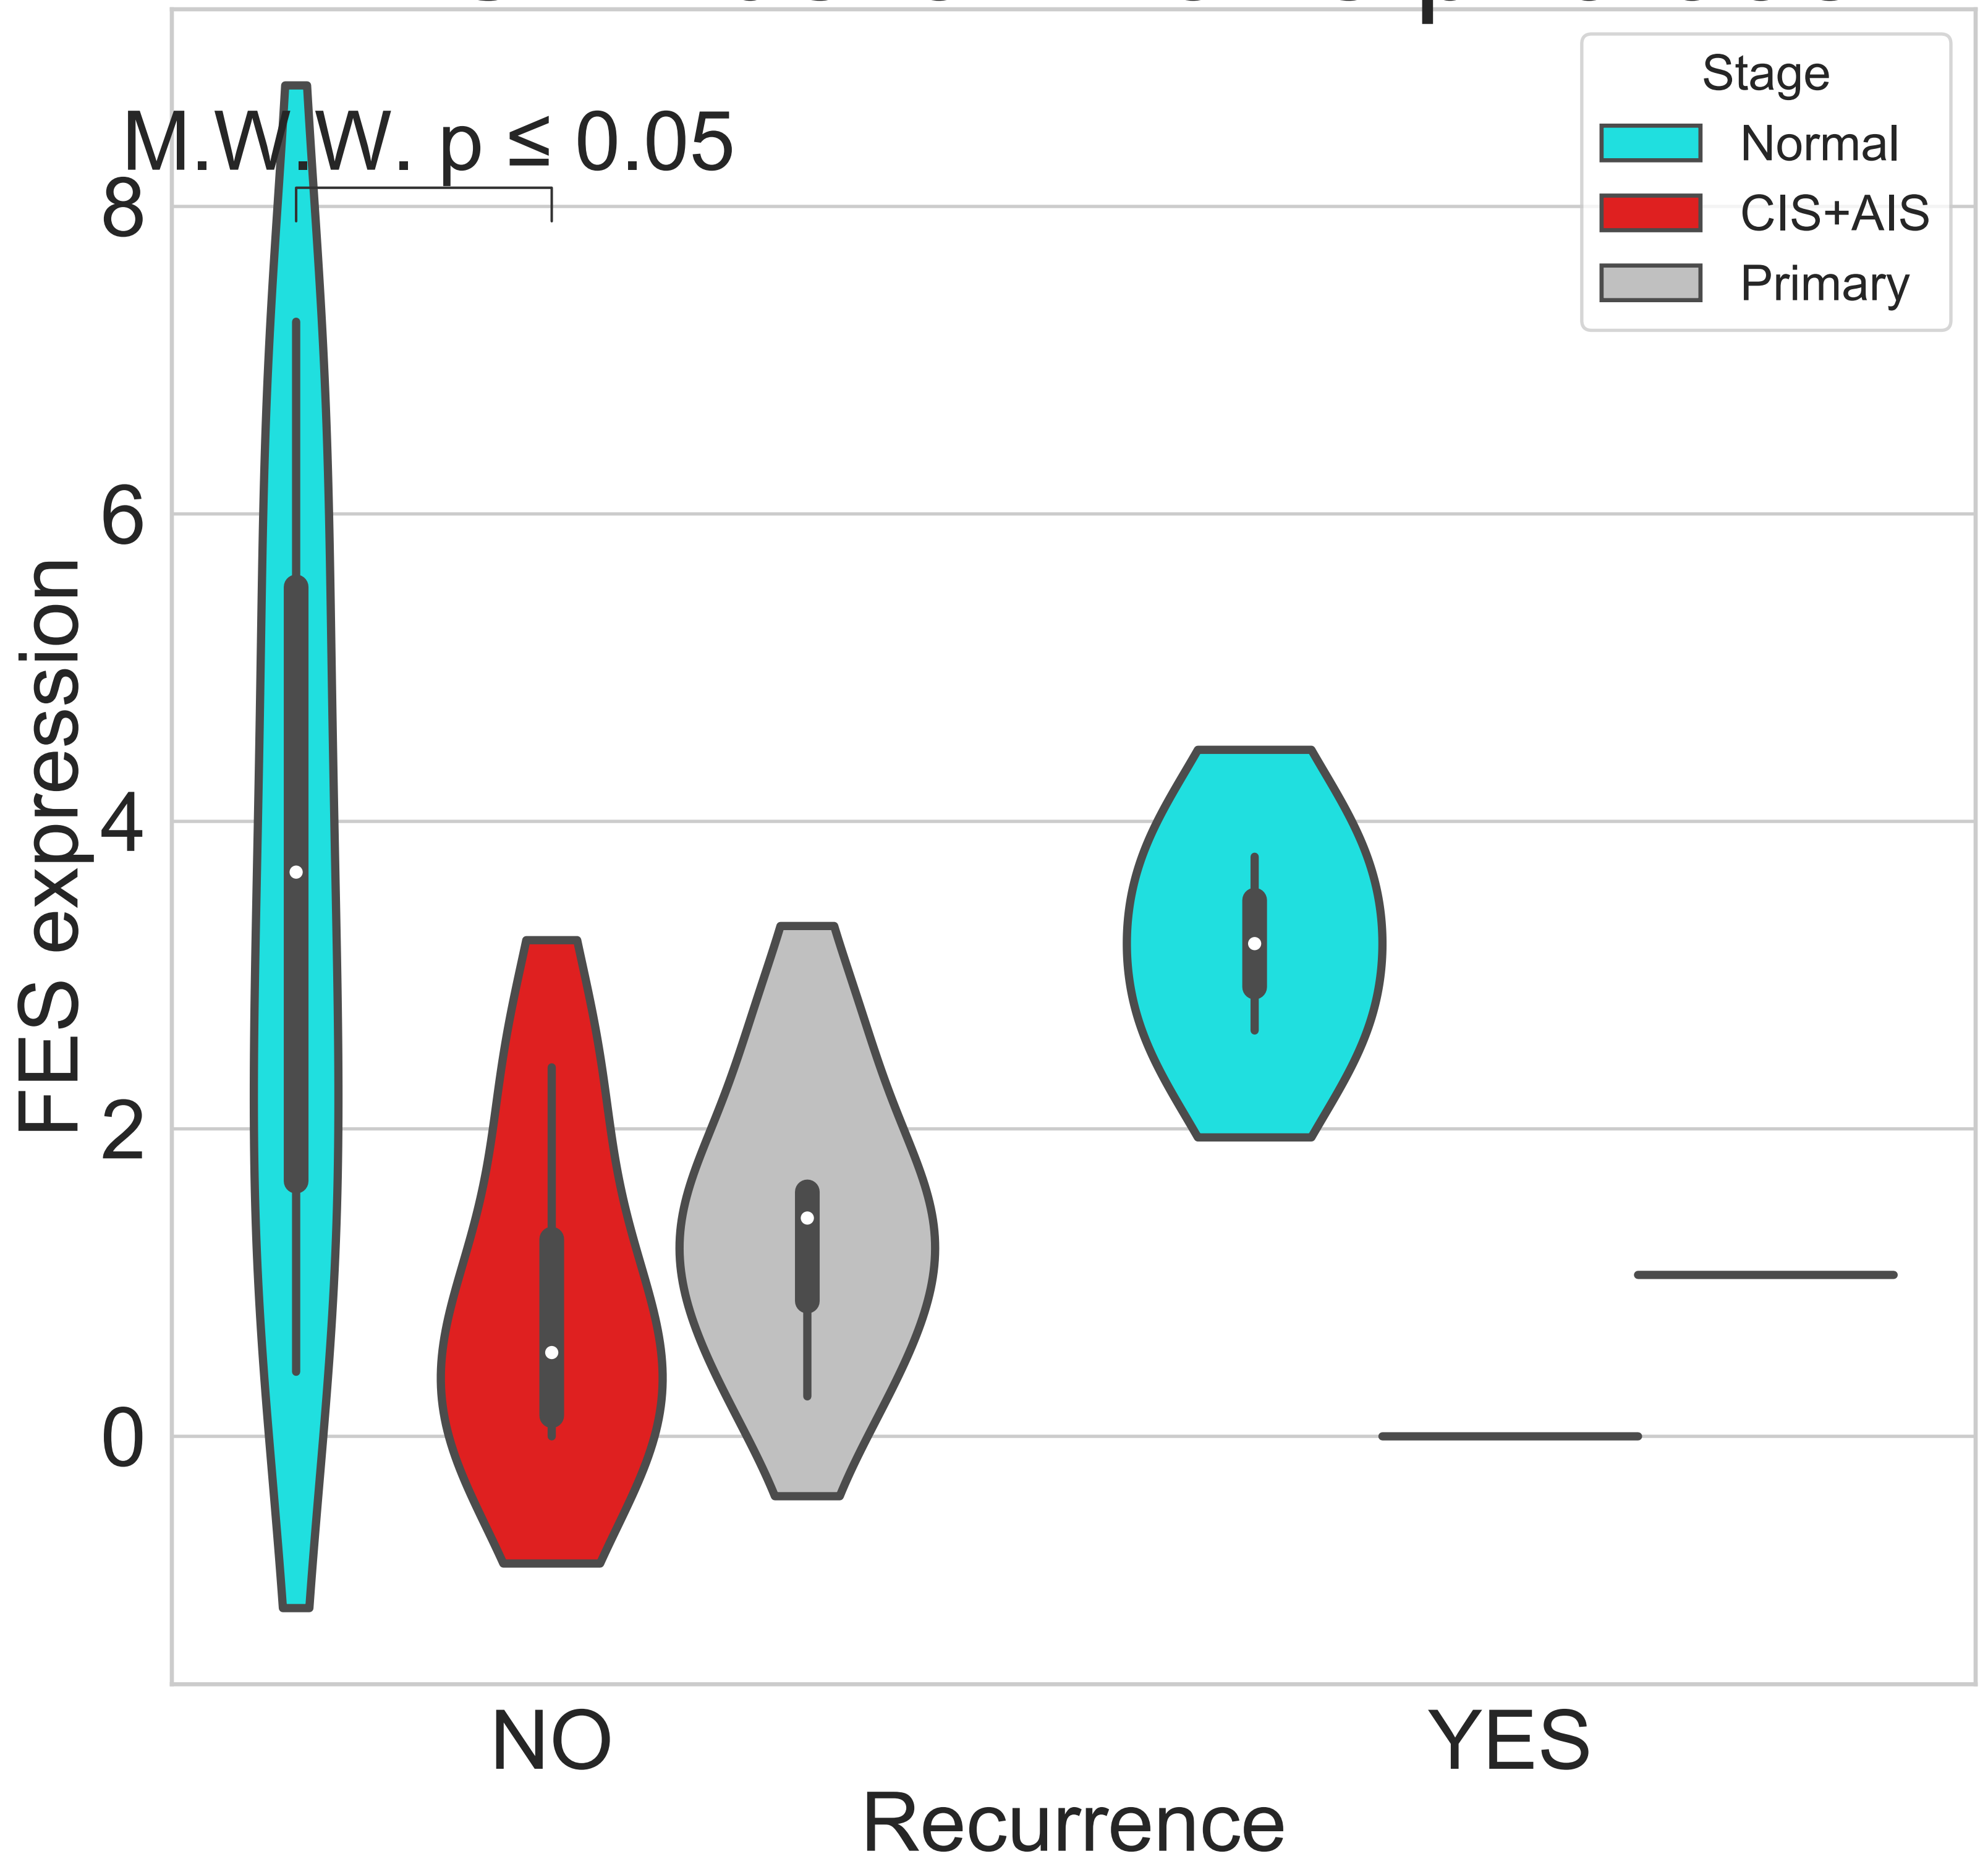 M.W.W. p ≤ 0.05
Stage
Normal
CIS+AIS
Primary
8
6
4
2
0
FES expression
NO
YES
Recurrence